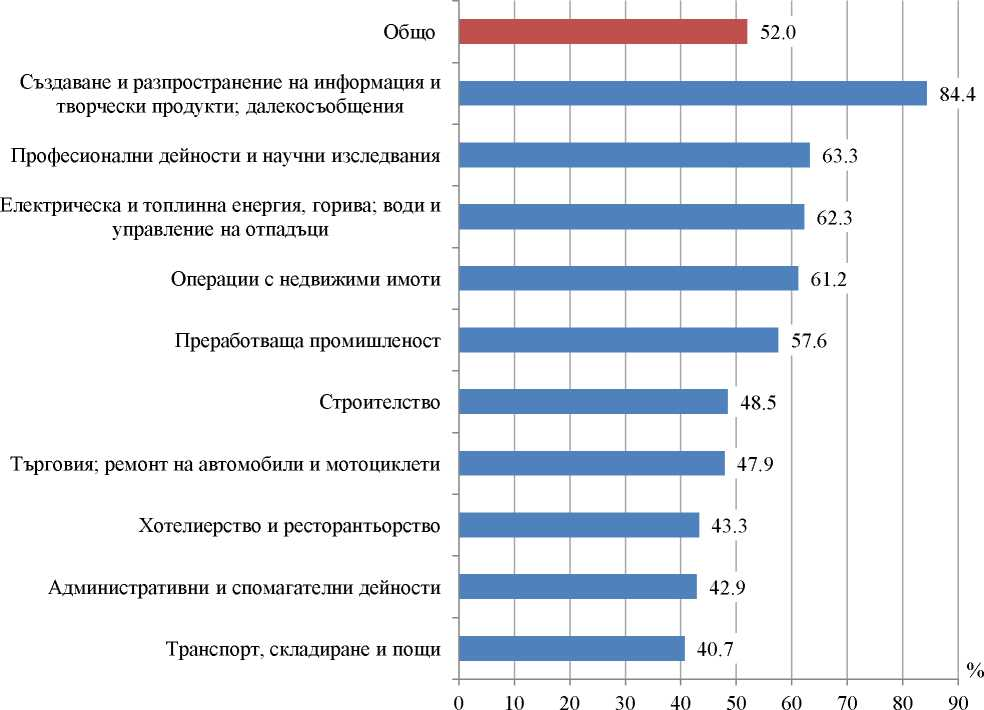 Общо
52.0
Създаване и разпространение на информация и
творчески продукти; далекосъобщения
84.4
Професионални дейности и научни изследвания
63.3
Електрическа и топлинна енергия, горива; води и
управление на отпадъци
62.3
Операции с недвижими имоти
61.2
Преработваща промишленост
57.6
Строителство
48.5
Търговия; ремонт на автомобили и мотоциклети
47.9
Хотелиерство и ресторантьорство
43.3
Административни и спомагателни дейности
42.9
Транспорт, складиране и пощи
40.7
%
0 10 20 30 40 50 60 70 80 90